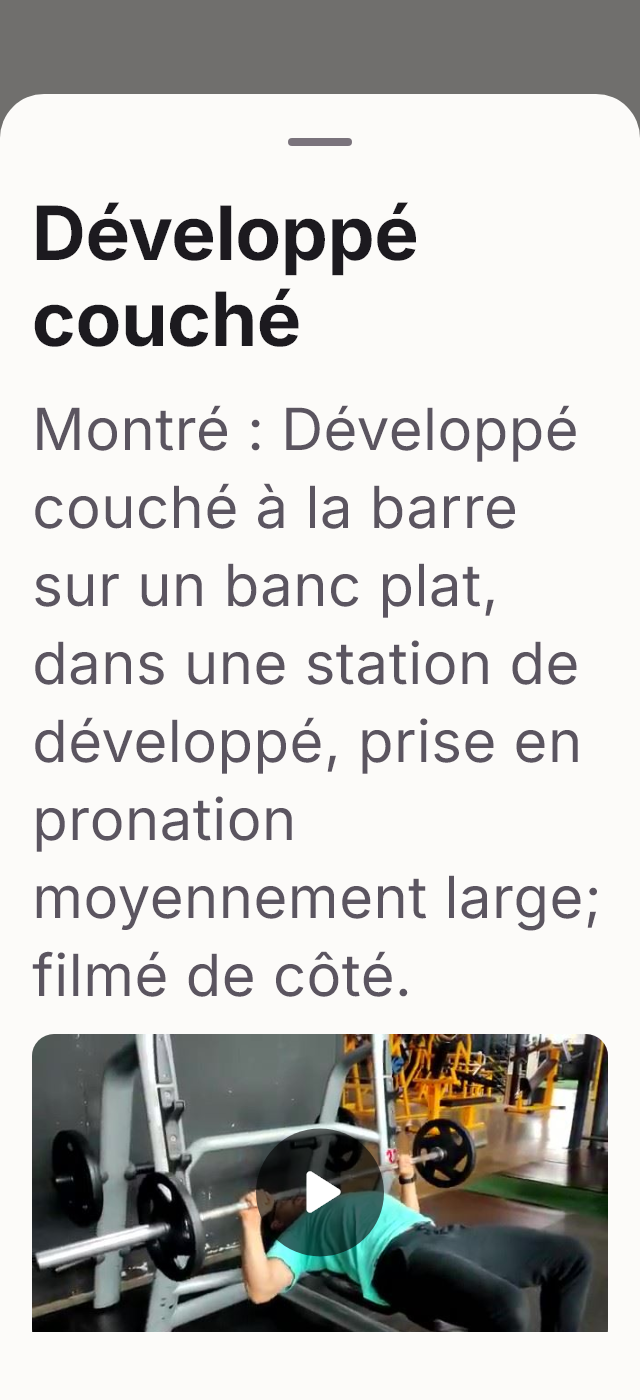 Développé
couché
Montré : Développé
couché à la barre
sur un banc plat,
dans une station de
développé, prise en
pronation
moyennement large;
filmé de côté.